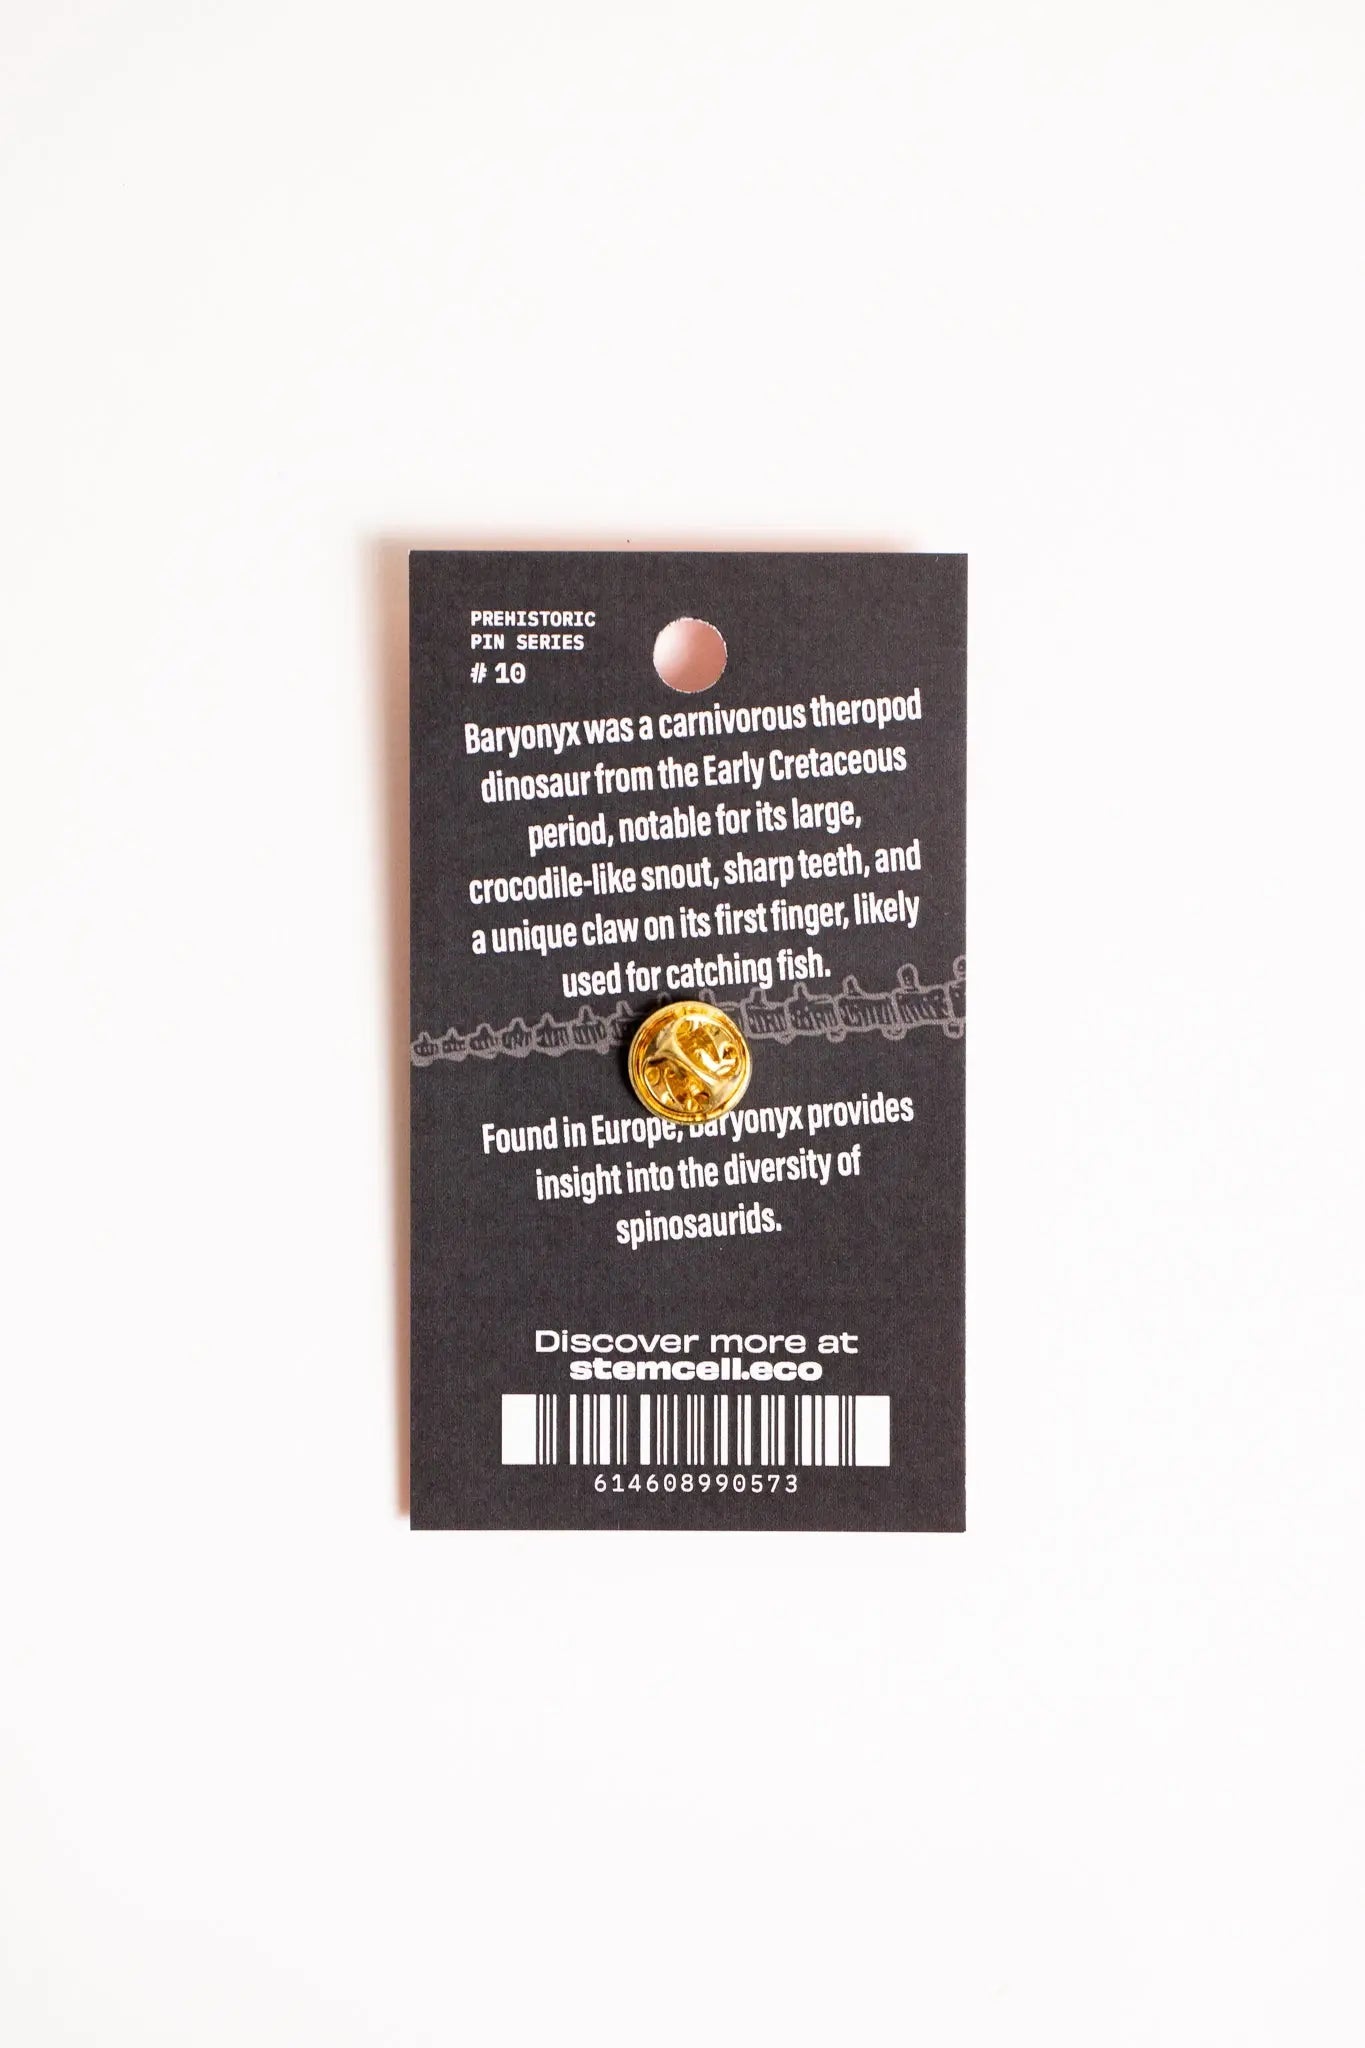 PREHISTORIC
PIN SERIES
# 10
Baryonyx was a carnivorous theropod
dinosaur from the Early Cretaceous
period, notable for its large,
crocodile-like snout, sharp teeth, and
a unique claw on its first finger, likely
used for catching fish.
Found in Europe, Baryonyx provides
insight into the diversity of
spinosaurids.
Discover more at
stemcell.eco
614608990573